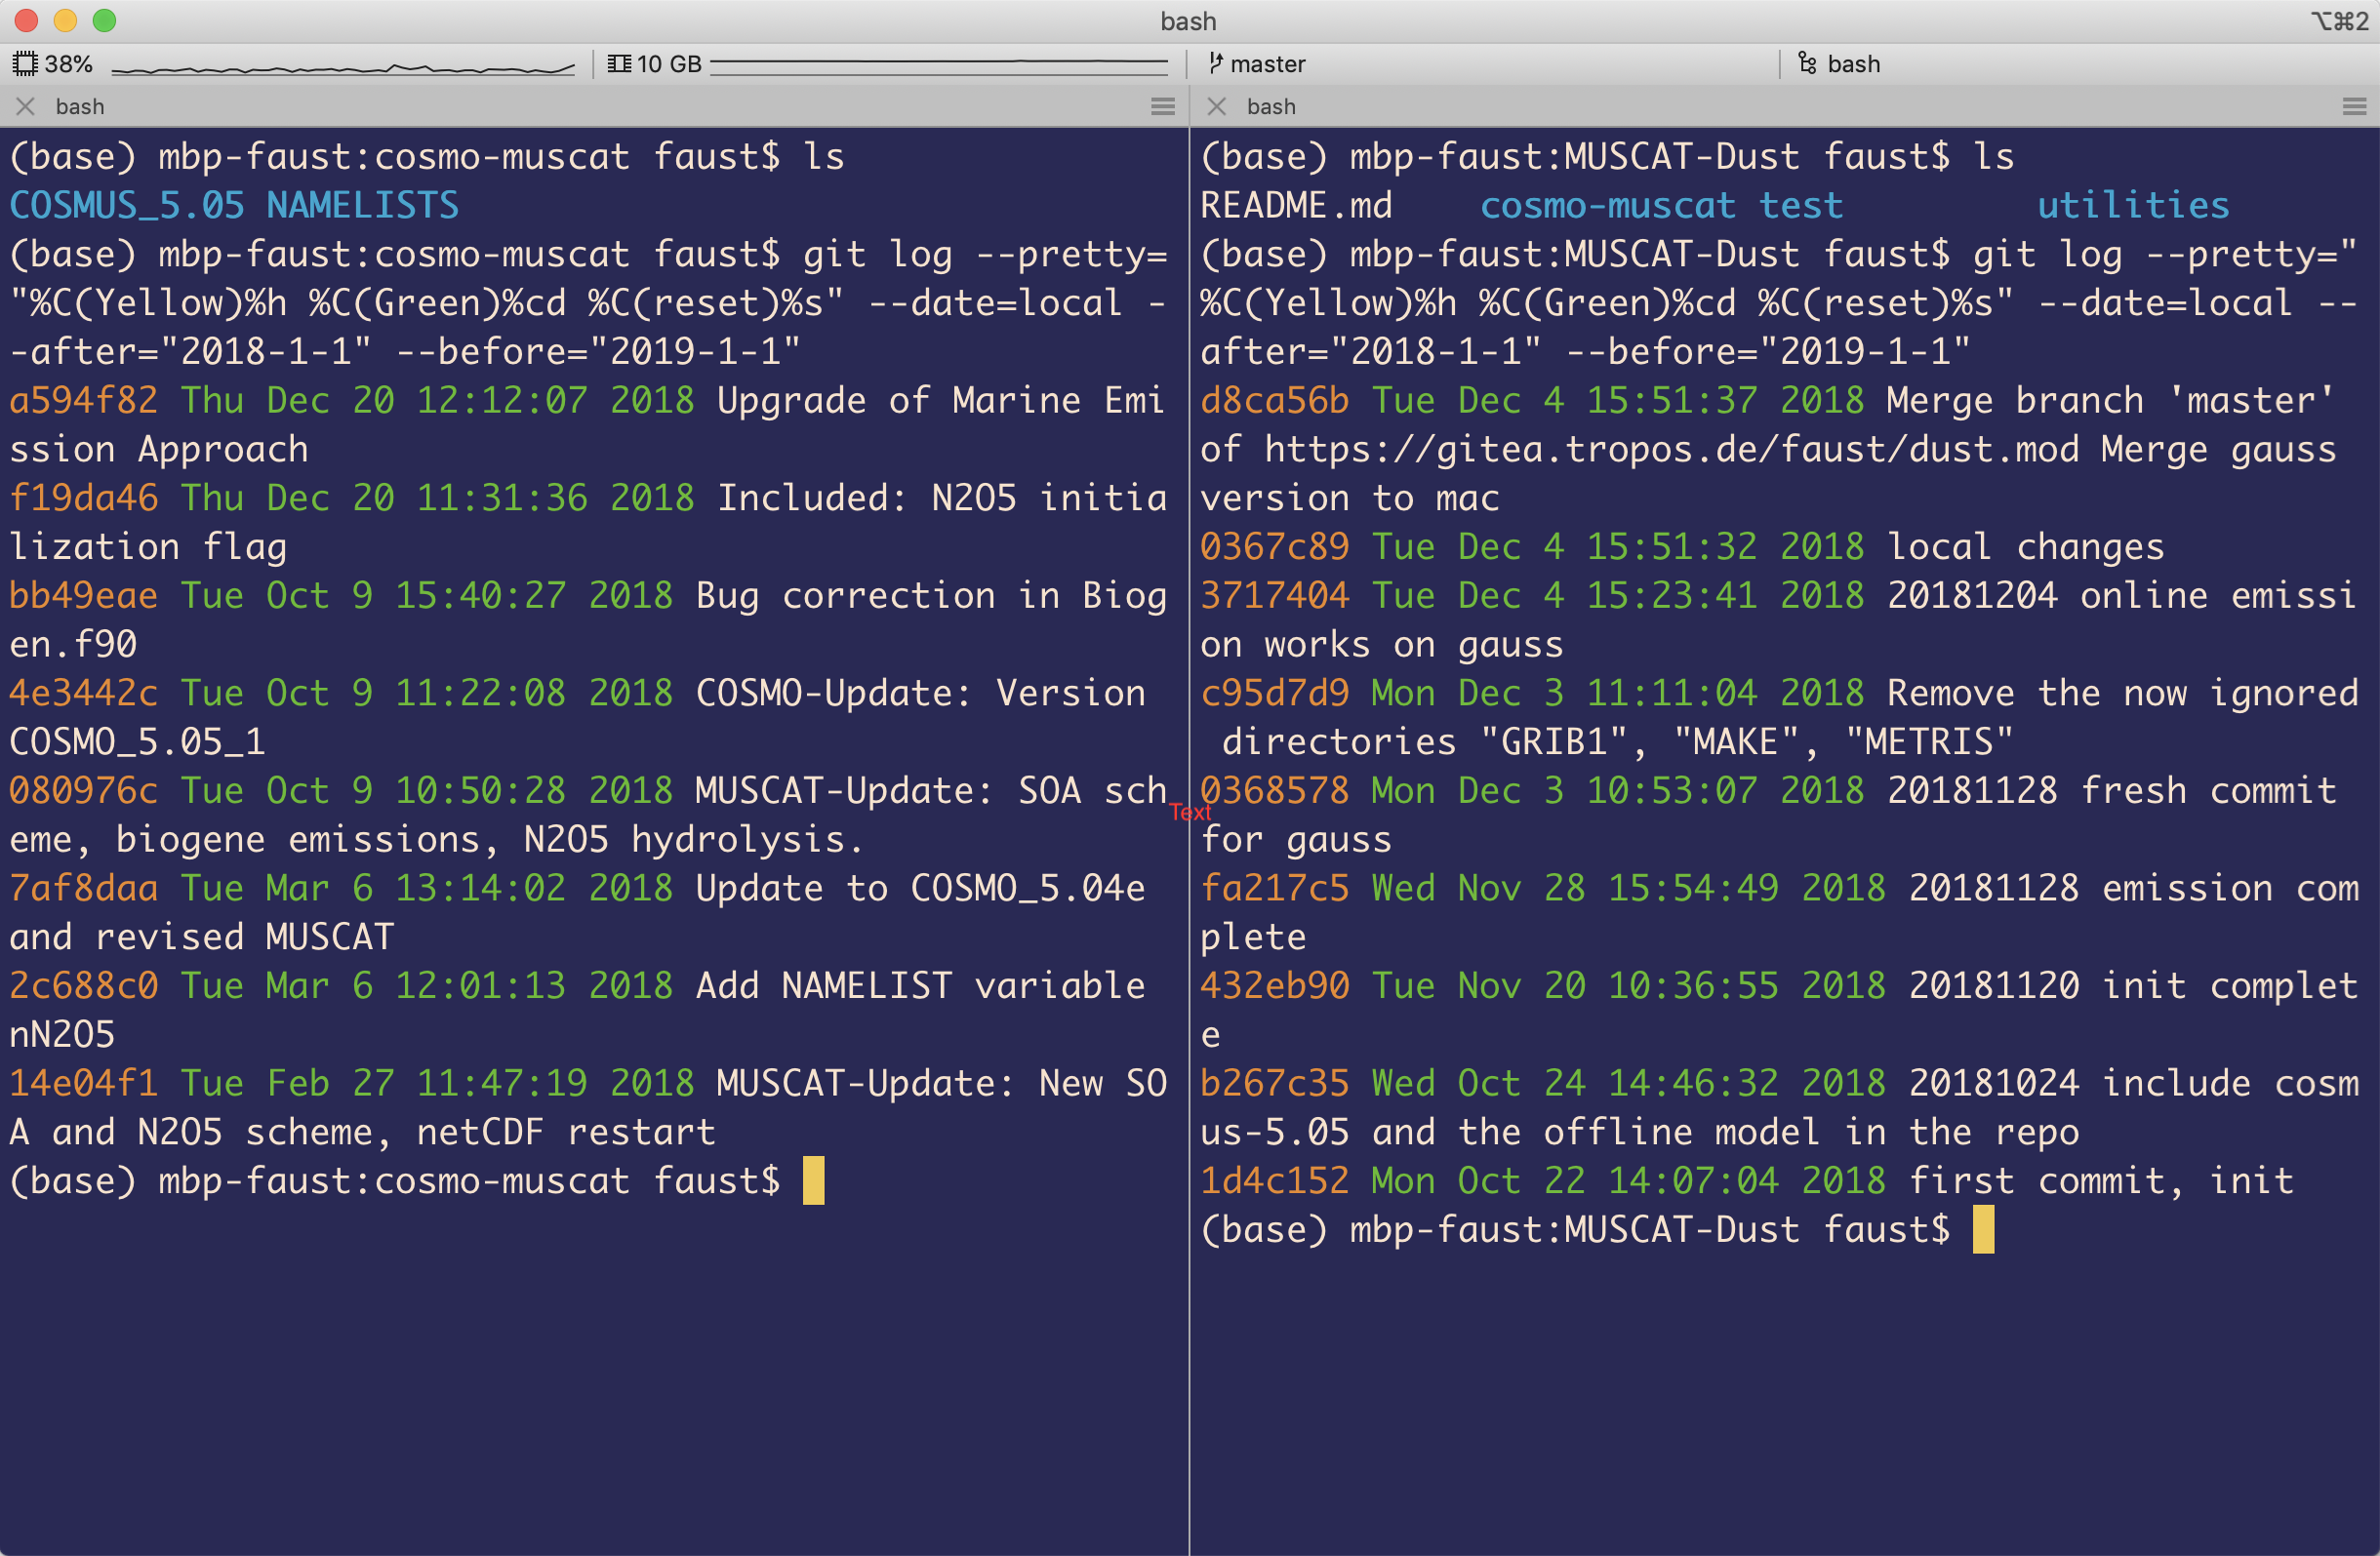 bash
⌥⌘2
38%
10 GB
master
bash
bash
(base) mbp-faust:cosmo-muscat faust$ ls
COSMUS_5.05 NAMELISTS
(base) mbp-faust:cosmo-muscat faust$ git log --pretty=
"%C(Yellow)%h %C(Green)%cd %C(reset)%s" --date=local -
-after="2018-1-1" --before="2019-1-1"
a594f82 Thu Dec 20 12:12:07 2018 Upgrade of Marine Emi
ssion Approach
f19da46 Thu Dec 20 11:31:36 2018 Included: N2O5 initia
lization flag
bb49eae Tue Oct 9 15:40:27 2018 Bug correction in Biog
en.f90
4e3442c Tue Oct 9 11:22:08 2018 COSMO-Update: Version
COSMO_5.05_1
080976c Tue Oct 9 10:50:28 2018 MUSCAT-Update: SOA sch
eme, biogene emissions, N2O5 hydrolysis.
7af8daa Tue Mar 6 13:14:02 2018 Update to COSMO_5.04e
and revised MUSCAT
2c688c0 Tue Mar 6 12:01:13 2018 Add NAMELIST variable
nN2O5
14e04f1 Tue Feb 27 11:47:19 2018 MUSCAT-Update: New SO
A and N2O5 scheme, netCDF restart
(base) mbp-faust:cosmo-muscat faust$
Text
bash
(base) mbp-faust:MUSCAT-Dust faust$ ls
README.md cosmo-muscat test utilities
(base) mbp-faust:MUSCAT-Dust faust$ git log --pretty="
%C(Yellow)%h %C(Green)%cd %C(reset)%s" --date=local --
after="2018-1-1" --before="2019-1-1"
d8ca56b Tue Dec 4 15:51:37 2018 Merge branch 'master'
of https://gitea.tropos.de/faust/dust.mod Merge gauss
version to mac
0367c89 Tue Dec 4 15:51:32 2018 local changes
3717404 Tue Dec 4 15:23:41 2018 20181204 online emissi
on works on gauss
c95d7d9 Mon Dec 3 11:11:04 2018 Remove the now ignored
directories "GRIB1", "MAKE", "METRIS"
0368578 Mon Dec 3 10:53:07 2018 20181128 fresh commit
for gauss
fa217c5 Wed Nov 28 15:54:49 2018 20181128 emission com
plete
432eb90 Tue Nov 20 10:36:55 2018 20181120 init complet
e
b267c35 Wed Oct 24 14:46:32 2018 20181024 include cosm
us-5.05 and the offline model in the repo
1d4c152 Mon Oct 22 14:07:04 2018 first commit, init
(base) mbp-faust:MUSCAT-Dust faust$